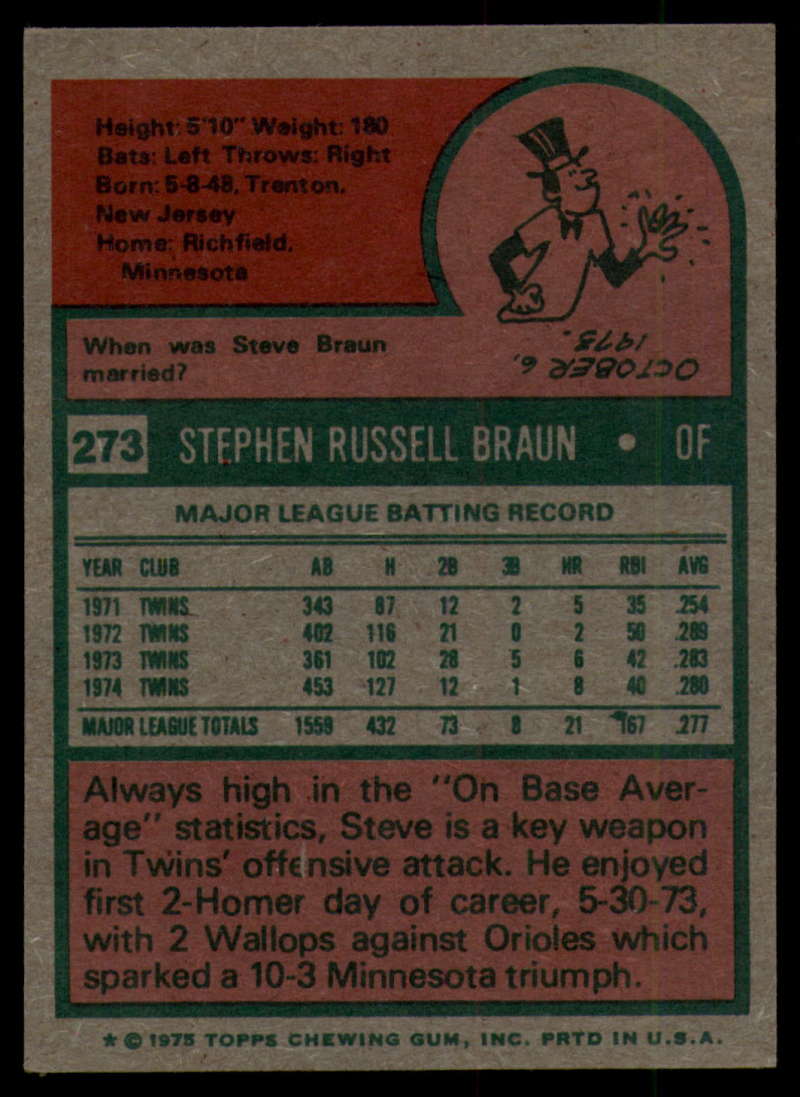 Height: 5'10" Weight: 180
Bats: Left Throws: Right
Born: 5-8-48, Trenton,
New Jersey
Home: Richfield,
Minnesota
When was Steve Braun
married?
OCTOBER 6,
1973.
273 STEPHEN RUSSELL BRAUN • OF
MAJOR LEAGUE BATTING RECORD
YEAR CLUB AB H 2B 3B HR RBI AVG
1971 TWINS 343 87 12 2 5 35 .254
1972 TWINS 402 116 21 0 2 50 .289
1973 TWINS 361 102 28 5 6 42 .283
1974 TWINS 453 127 12 1 8 40 .280
MAJOR LEAGUE TOTALS 1559 432 73 8 21 167 .277
Always high in the "On Base Aver-
age" statistics, Steve is a key weapon
in Twins' offensive attack. He enjoyed
first 2-Homer day of career, 5-30-73,
with 2 Wallops against Orioles which
sparked a 10-3 Minnesota triumph.
* © 1975 TOPPS CHEWING GUM, INC. PRTD IN U.S.A.